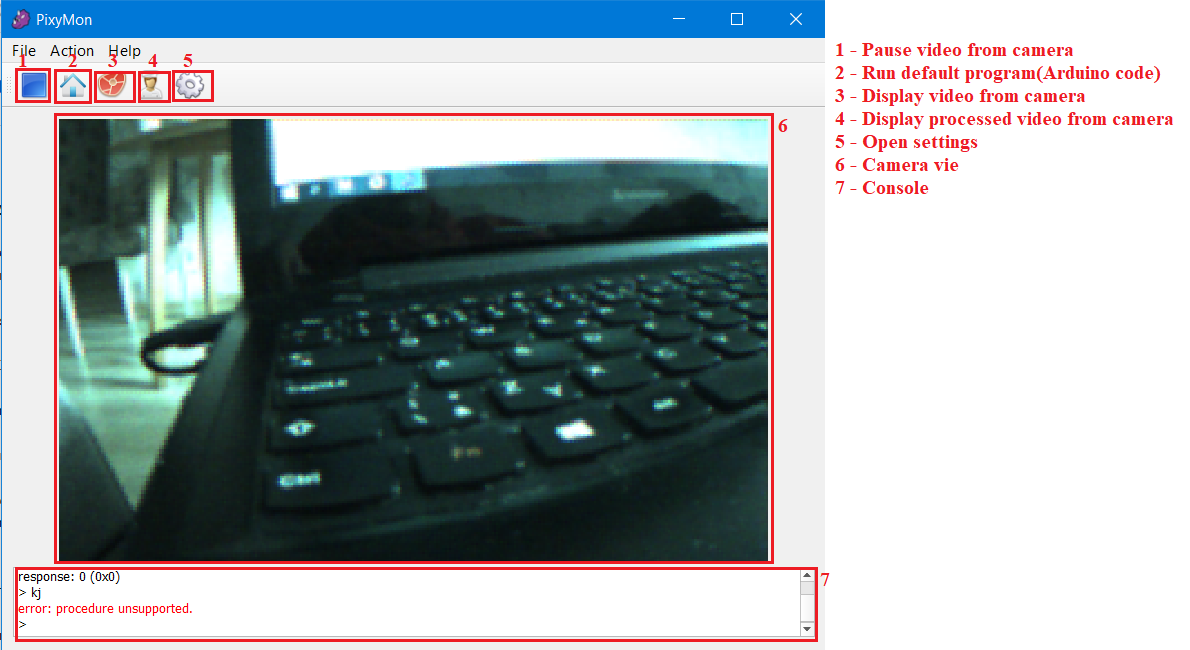 PixyMon
File Action Help
1 2 3 4 5
6
response: 0 (0x0)
> kj
error: procedure unsupported.
>
7
1 - Pause video from camera
2 - Run default program(Arduino code)
3 - Display video from camera
4 - Display processed video from camera
5 - Open settings
6 - Camera vie
7 - Console
Fn
Ctrl